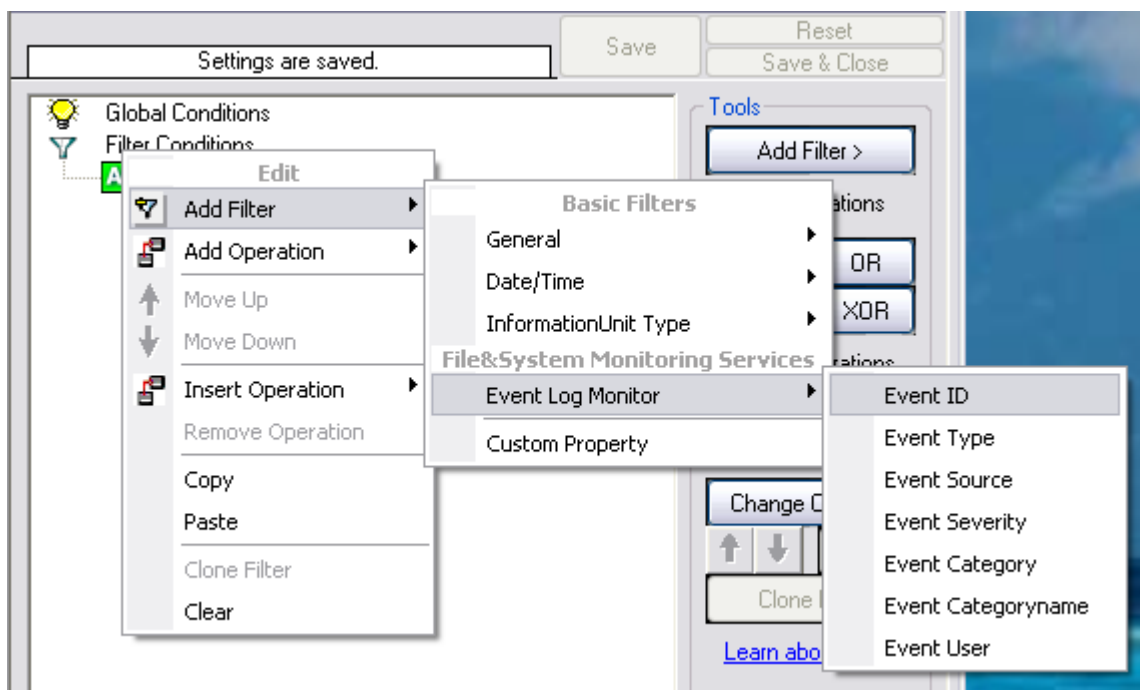 Reset
Save
Settings are saved.
Save & Close
Global Conditions
Filter Conditions
Tools
Add Filter >
OR
XOR
Change
Clone
Learn
A
Edit
Add Filter
Add Operation
Move Up
Move Down
Insert Operation
Remove Operation
Copy
Paste
Clone Filter
Clear
Basic Filters
General
Date/Time
InformationUnit Type
File&System Monitoring Services
Event Log Monitor
Custom Property
Event ID
Event Type
Event Source
Event Severity
Event Category
Event Categoryname
Event User